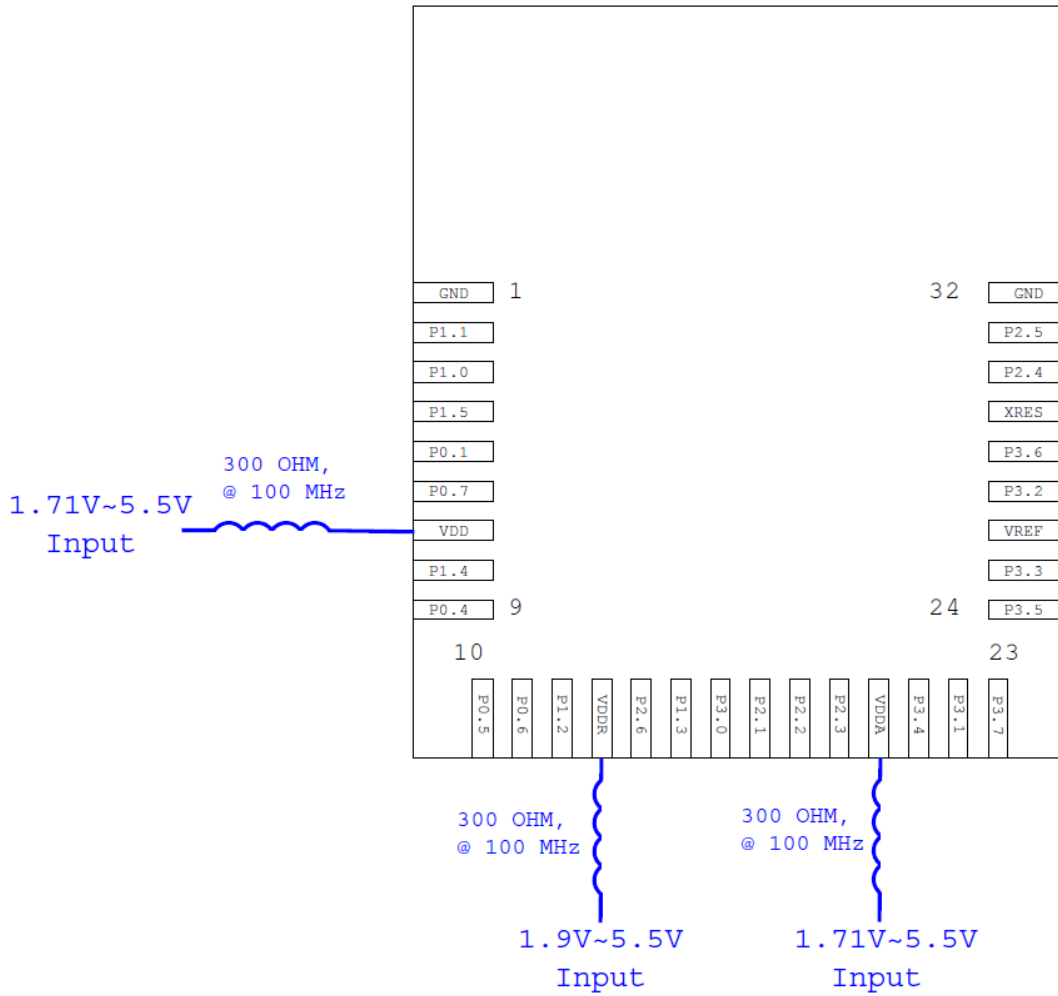 GND 1
P1.1
P1.0
P1.5
P0.1
P0.7
VDD
P1.4
P0.4 9
32 GND
P2.5
P2.4
XRES
P3.6
P3.2
VREF
P3.3
24 P3.5
300 OHM,
@ 100 MHz
1.71V~5.5V
Input
10
23
P0.5
P0.6
P1.2
VDDR
P2.6
P1.3
P3.0
P2.1
P2.2
P2.3
VDDA
P3.4
P3.1
P3.7
300 OHM,
@ 100 MHz
1.9V~5.5V
Input
300 OHM,
@ 100 MHz
1.71V~5.5V
Input